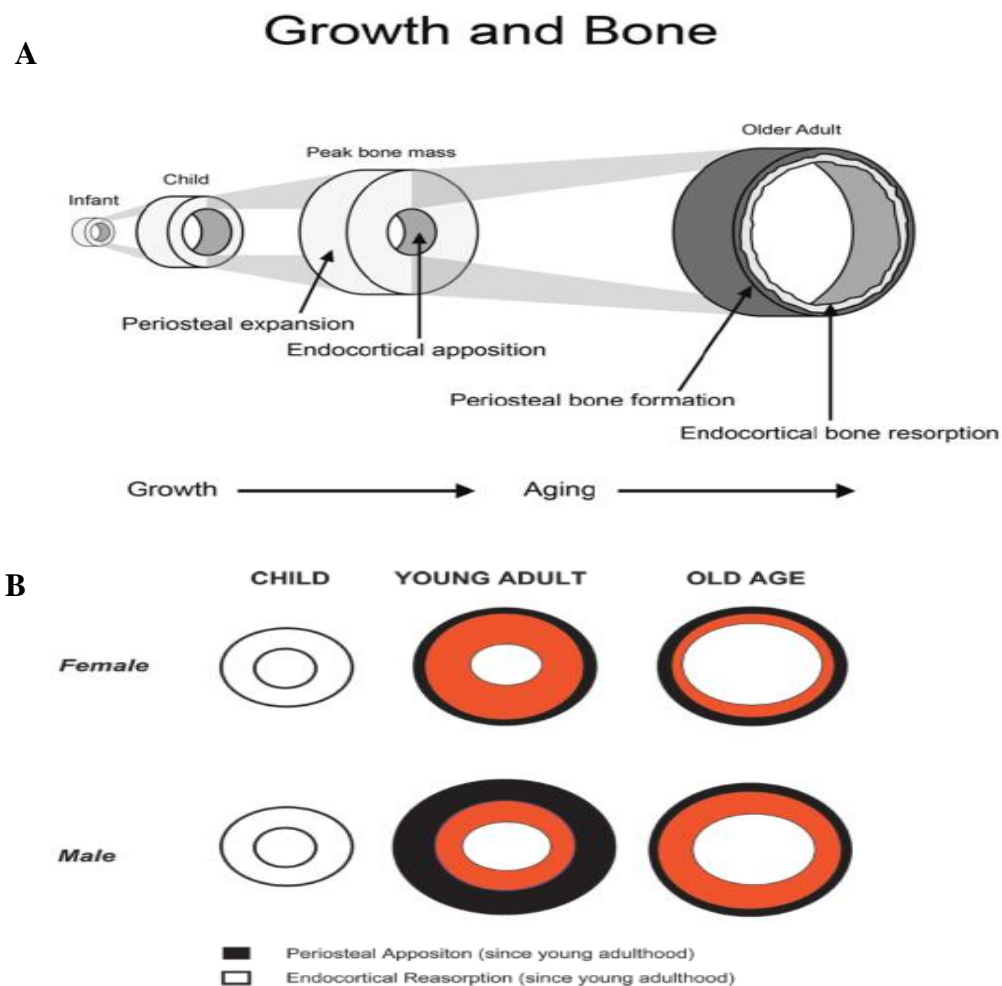 Growth and Bone
A
Older Adult
Peak bone mass
Child
Infant
Periosteal expansion
Endocortical apposition
Periosteal bone formation
Endocortical bone resorption
Growth
Aging
B
CHILD YOUNG ADULT OLD AGE
Female
Male
Periosteal Appositon (since young adulthood)
Endocortical Reasorption (since young adulthood)